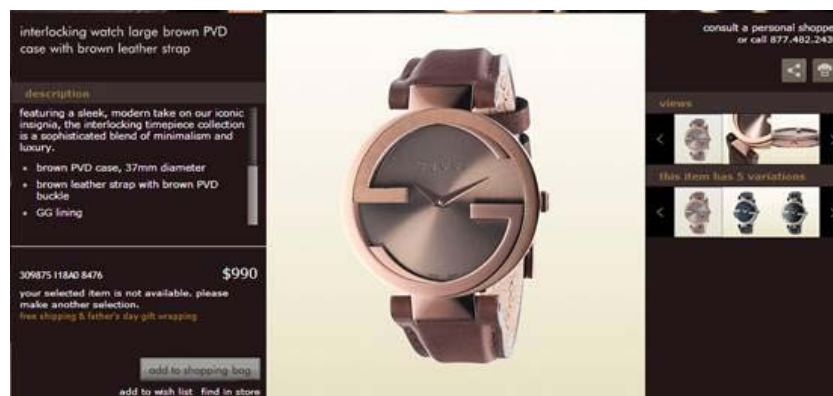 interlocking watch large brown PVD
case with brown leather strap
description
featuring a sleek, modern take on our iconic
insignia, the interlocking timepiece collection
is a sophisticated blend of minimalism and
luxury.
• brown PVD case, 37mm diameter
• brown leather strap with brown PVD
buckle
• GG lining
309875 I18A0 8476
$990
your selected item is not available. please
make another selection.
free shipping & father's day gift wrapping
add to shopping bag
add to wish list find in store
GUCCI
consult a personal shoppe
or call 877.482.243
views
this item has 5 variations